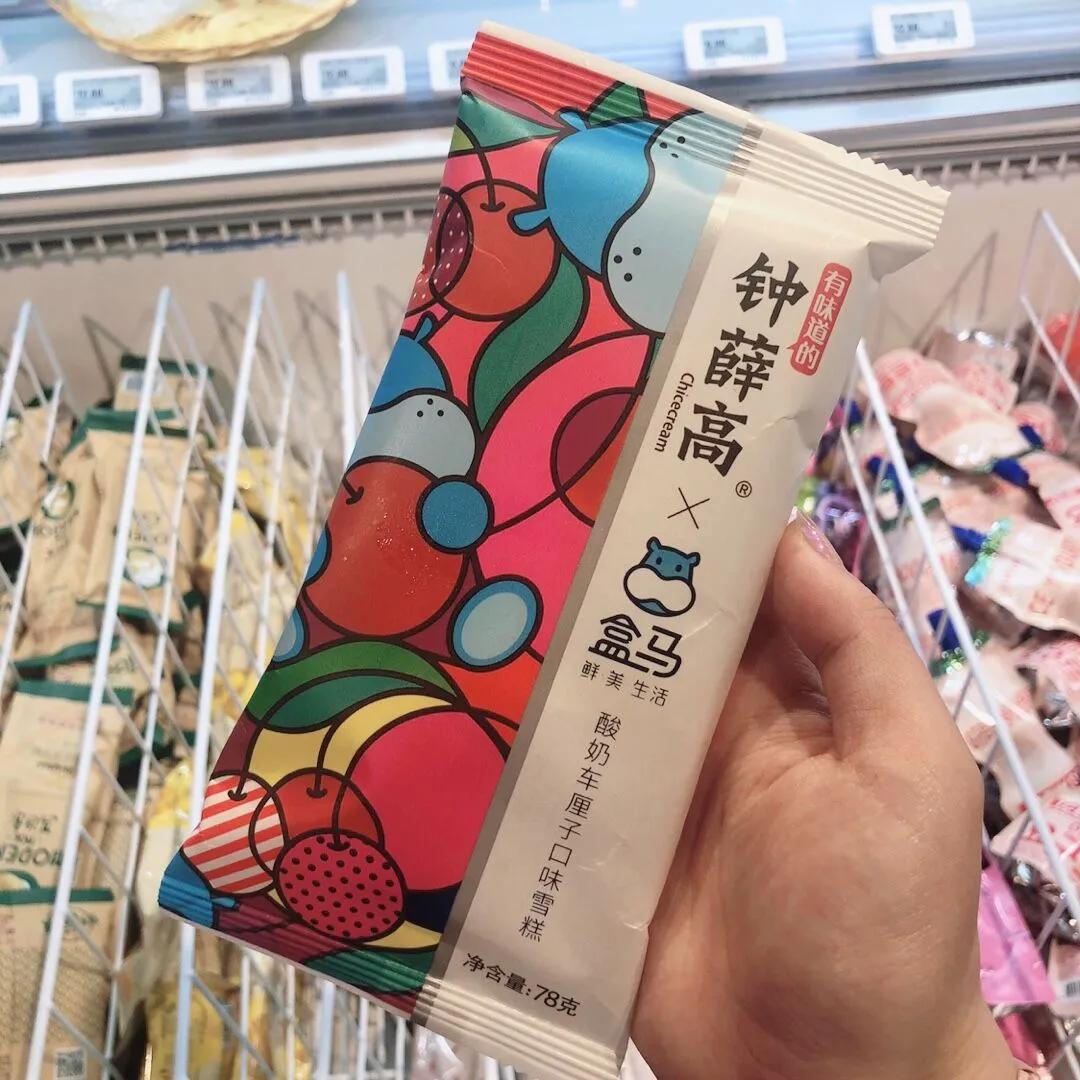 有味道的
钟薛高®
Chicecream
×
盒马
鲜美生活
酸奶车厘子口味雪糕
净含量:78克